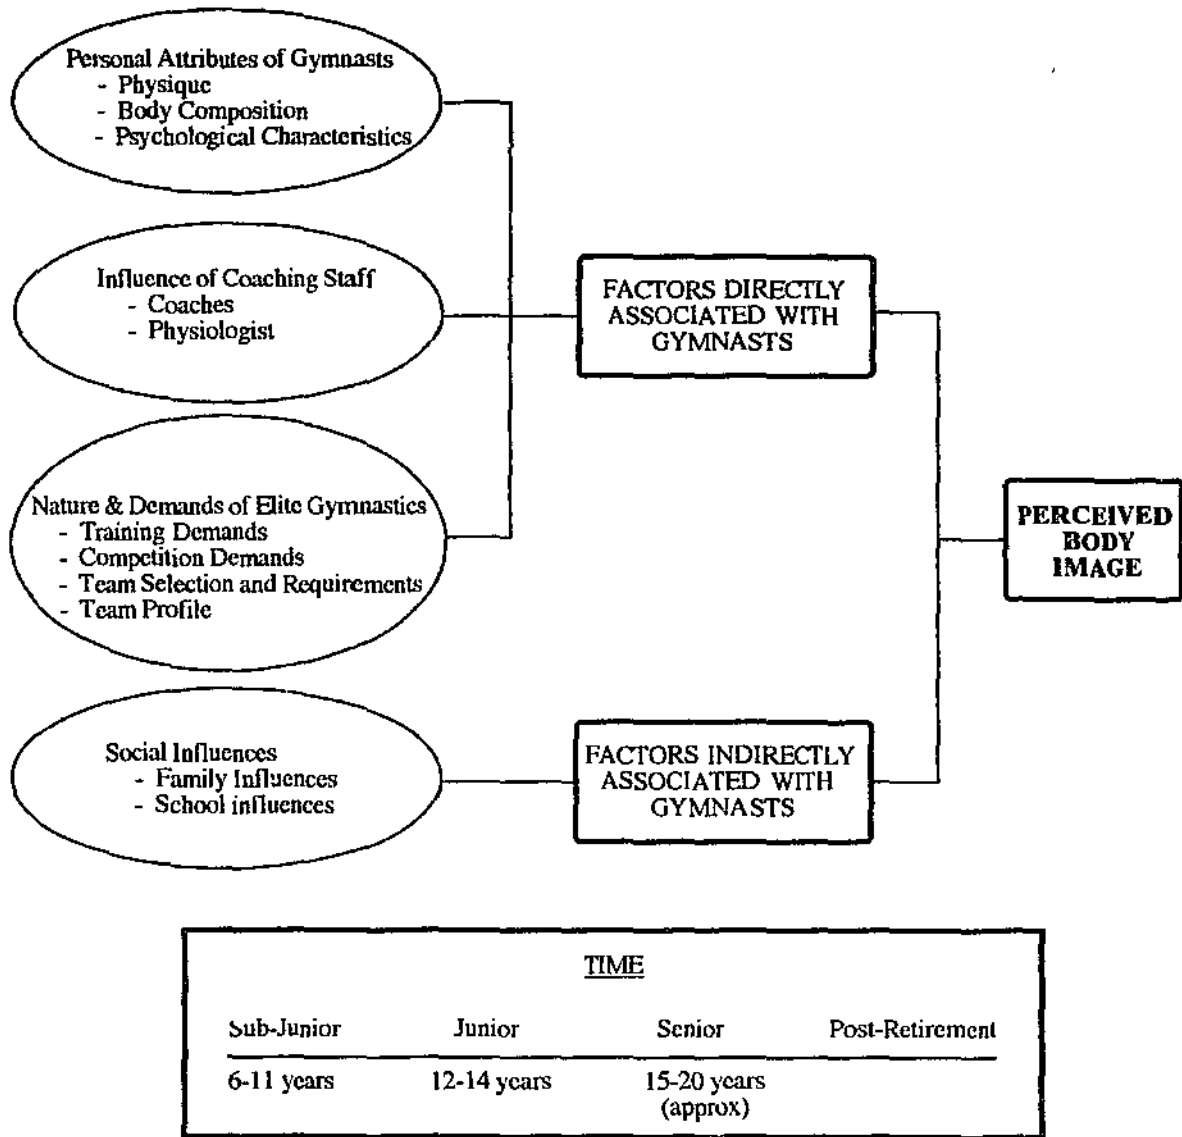 Personal Attributes of Gymnasts
- Physique
- Body Composition
- Psychological Characteristics
Influence of Coaching Staff
- Coaches
- Physiologist
Nature & Demands of Elite Gymnastics
- Training Demands
- Competition Demands
- Team Selection and Requirements
- Team Profile
Social Influences
- Family Influences
- School influences
FACTORS DIRECTLY
ASSOCIATED WITH
GYMNASTS
FACTORS INDIRECTLY
ASSOCIATED WITH
GYMNASTS
PERCEIVED
BODY
IMAGE
TIME
Sub-Junior Junior Senior Post-Retirement
6-11 years 12-14 years 15-20 years
(approx)